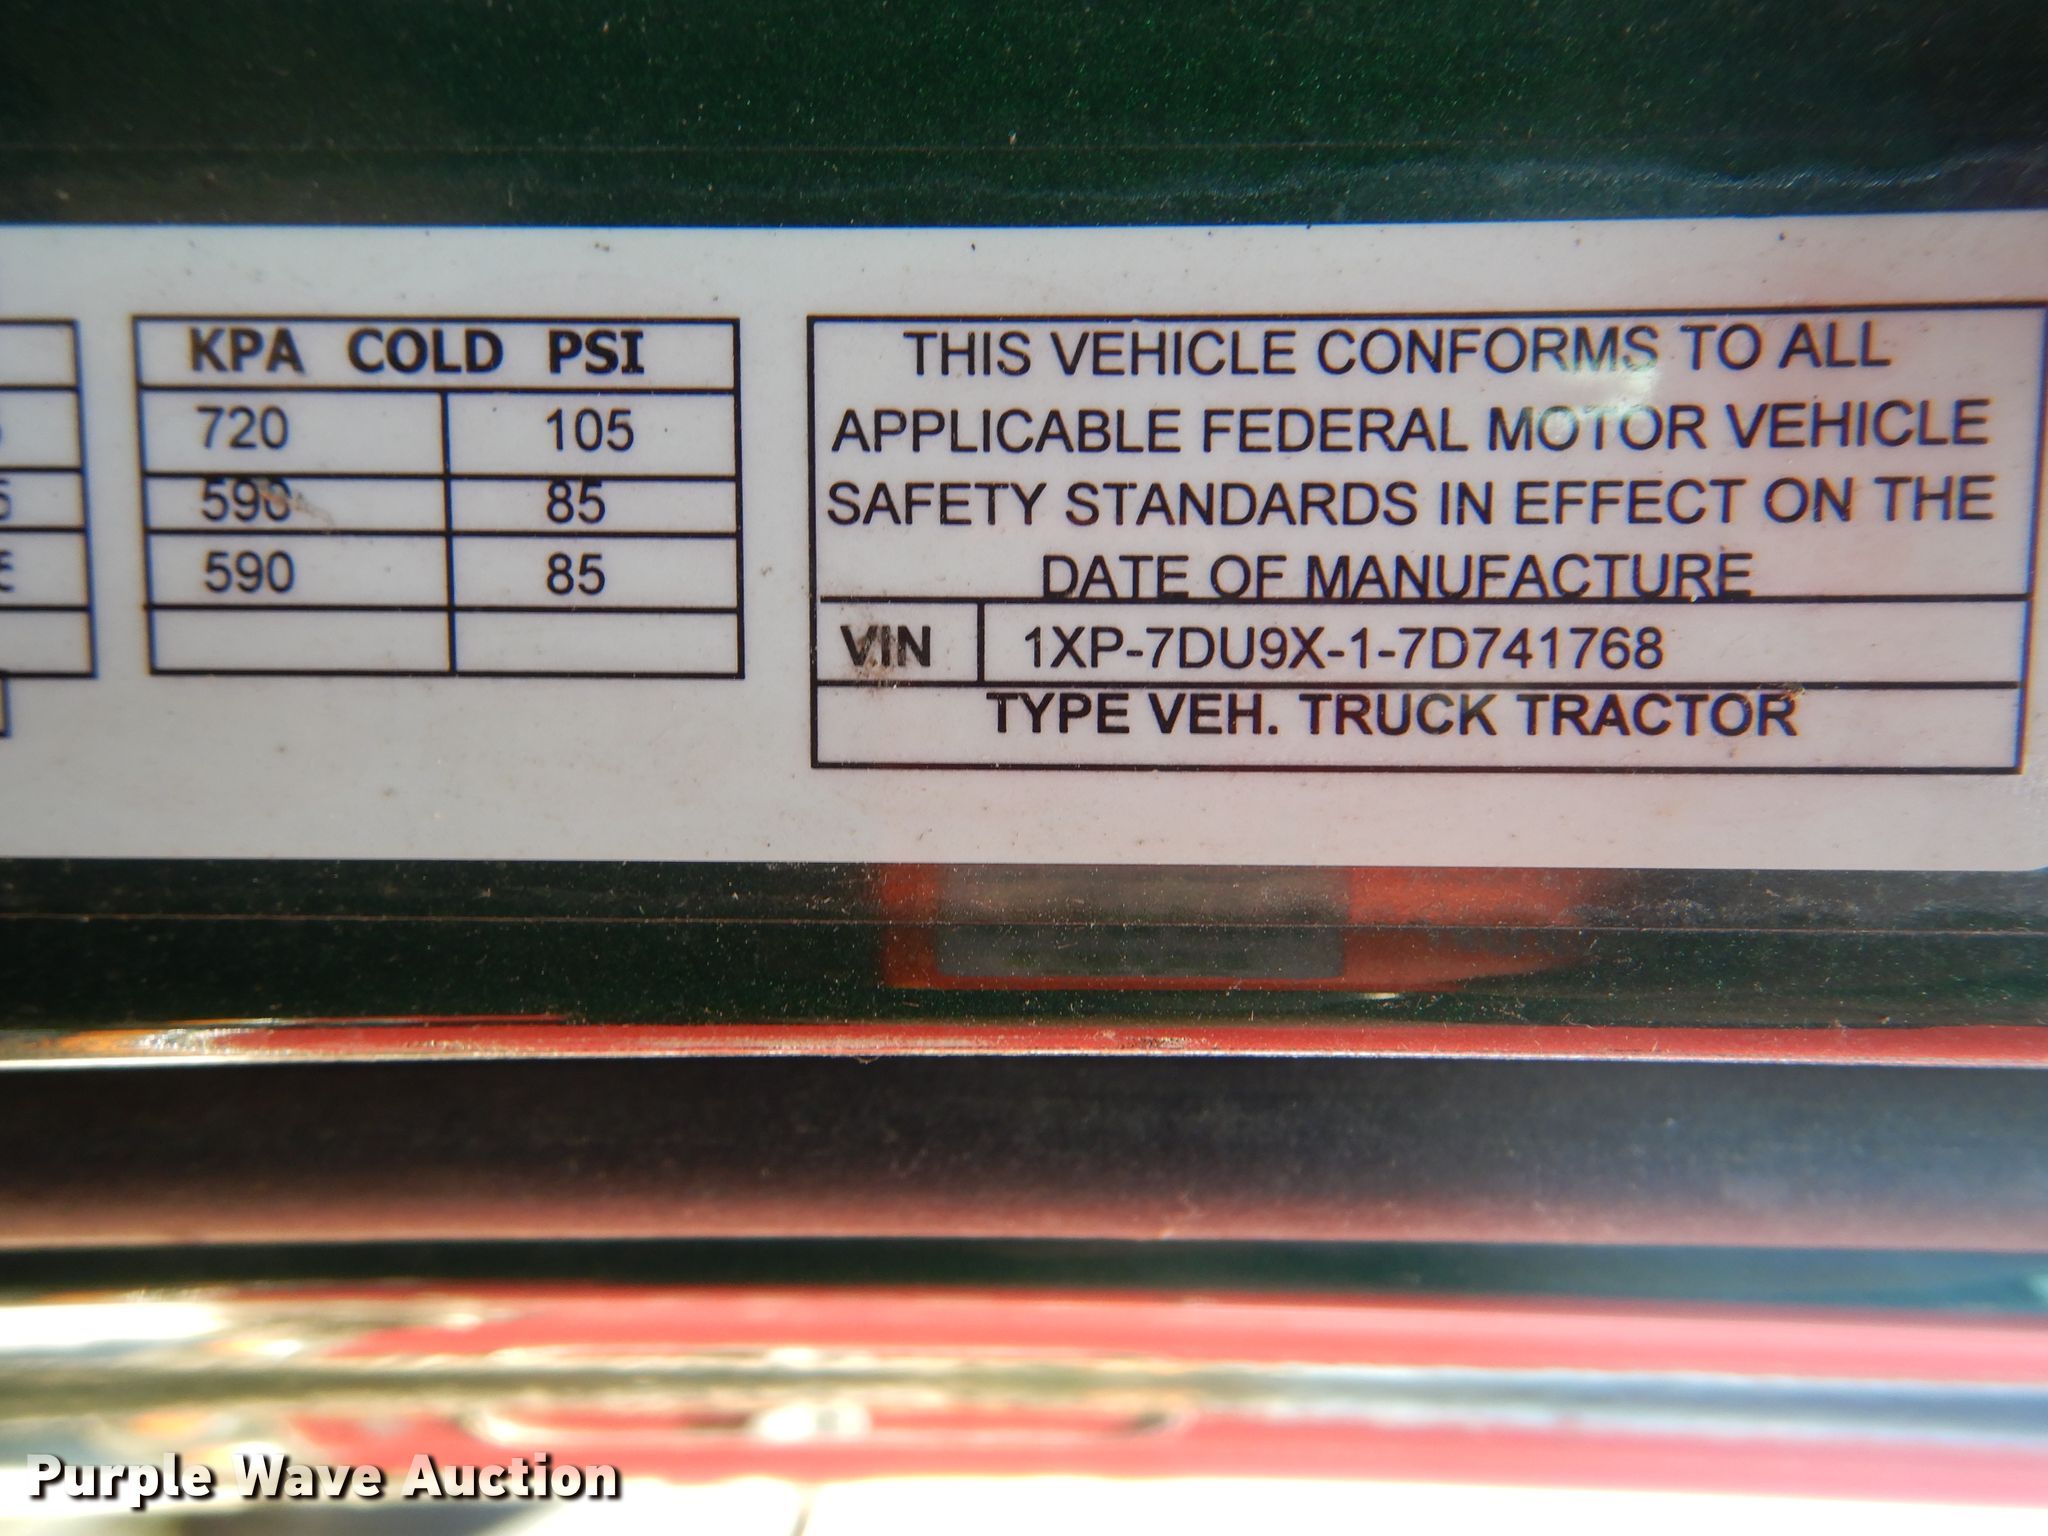 KPA COLD PSI
720 105
590 85
590 85
THIS VEHICLE CONFORMS TO ALL
APPLICABLE FEDERAL MOTOR VEHICLE
SAFETY STANDARDS IN EFFECT ON THE
DATE OF MANUFACTURE
VIN 1XP-7DU9X-1-7D741768
TYPE VEH. TRUCK TRACTOR
Purple Wave Auction